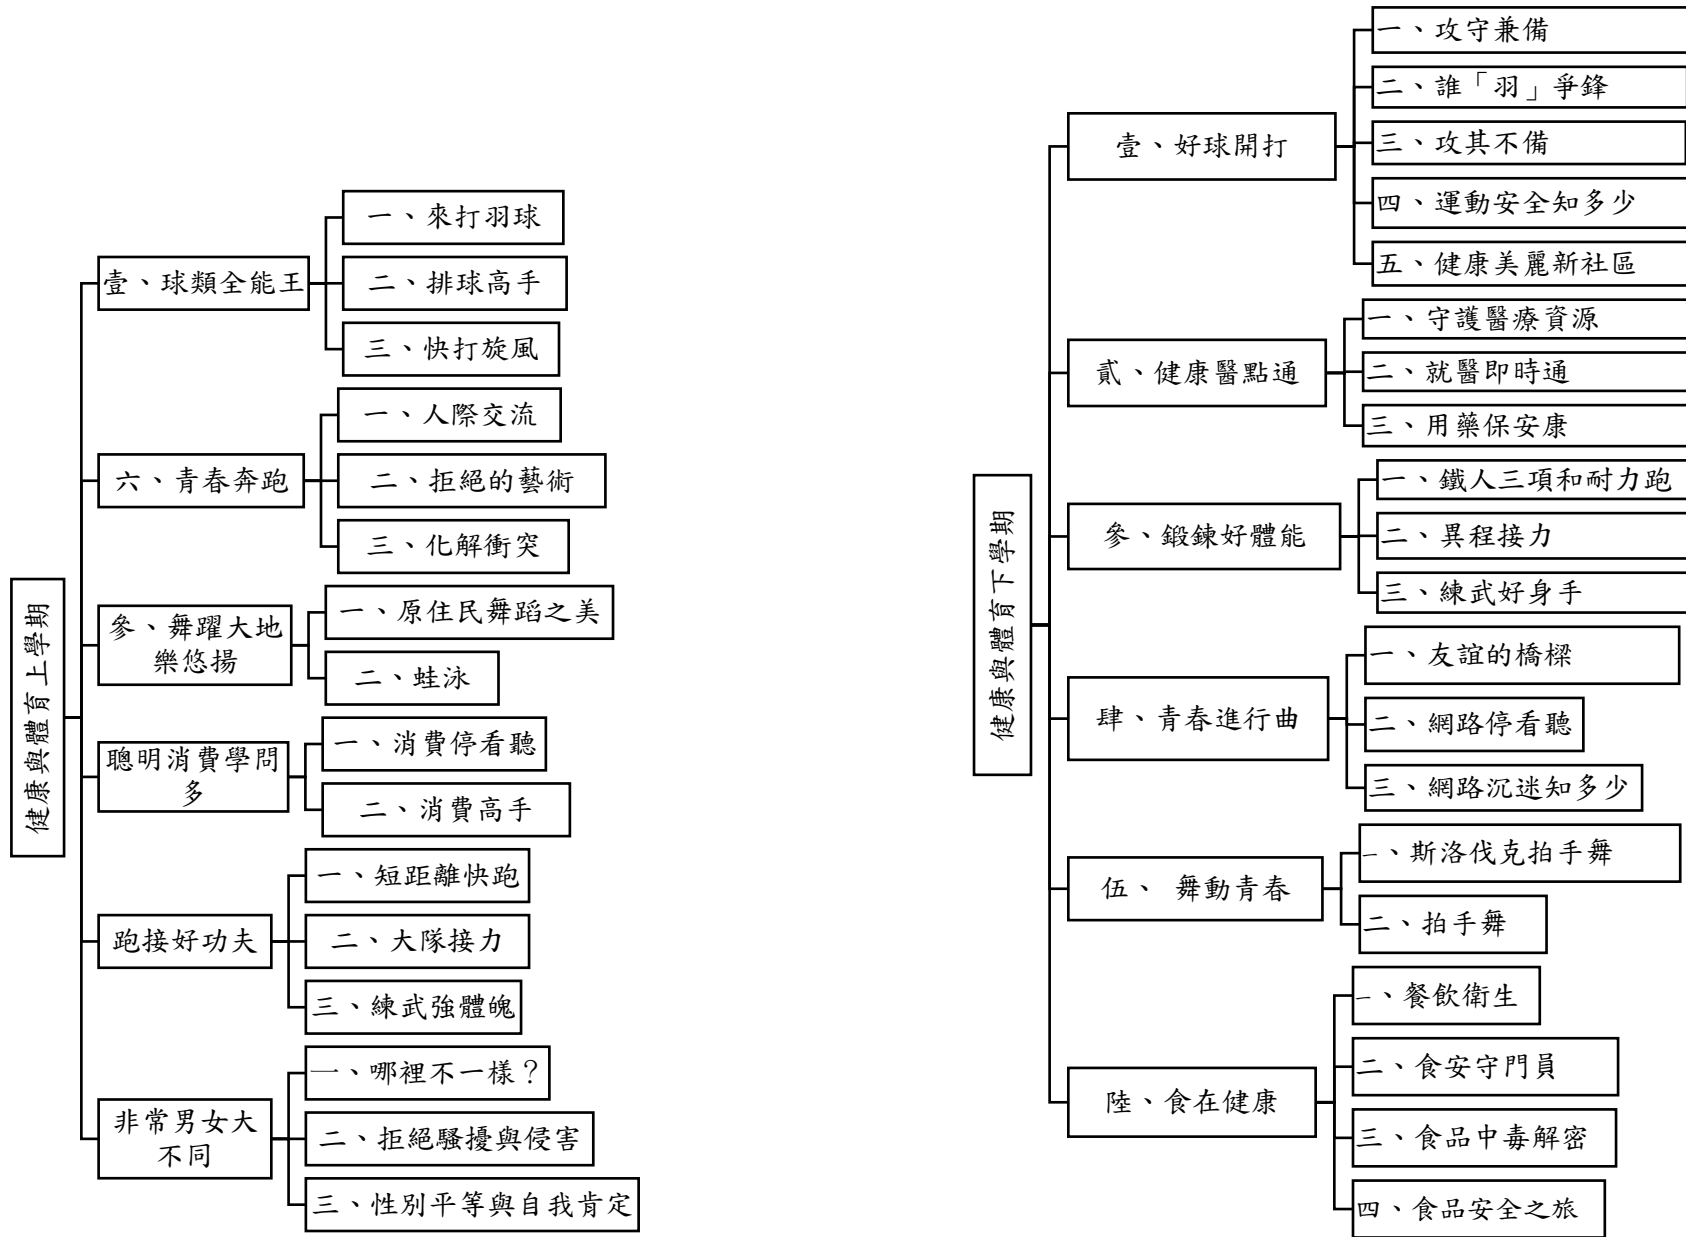 健康與體育上學期
壹、球類全能王
一、來打羽球
二、排球高手
三、快打旋風
六、青春奔跑
一、人際交流
二、拒絕的藝術
三、化解衝突
參、舞躍大地
樂悠揚
一、原住民舞蹈之美
二、蛙泳
聰明消費學問
多
一、消費停看聽
二、消費高手
跑接好功夫
一、短距離快跑
二、大隊接力
三、練武強體魄
非常男女大
不同
一、哪裡不一樣？
二、拒絕騷擾與侵害
三、性別平等與自我肯定
健康與體育下學期
壹、好球開打
一、攻守兼備
二、誰「羽」爭鋒
三、攻其不備
四、運動安全知多少
五、健康美麗新社區
貳、健康醫點通
一、守護醫療資源
二、就醫即時通
三、用藥保安康
參、鍛鍊好體能
一、鐵人三項和耐力跑
二、異程接力
三、練武好身手
肆、青春進行曲
一、友誼的橋樑
二、網路停看聽
三、網路沉迷知多少
伍、 舞動青春
一、斯洛伐克拍手舞
二、拍手舞
陸、食在健康
一、餐飲衛生
二、食安守門員
三、食品中毒解密
四、食品安全之旅